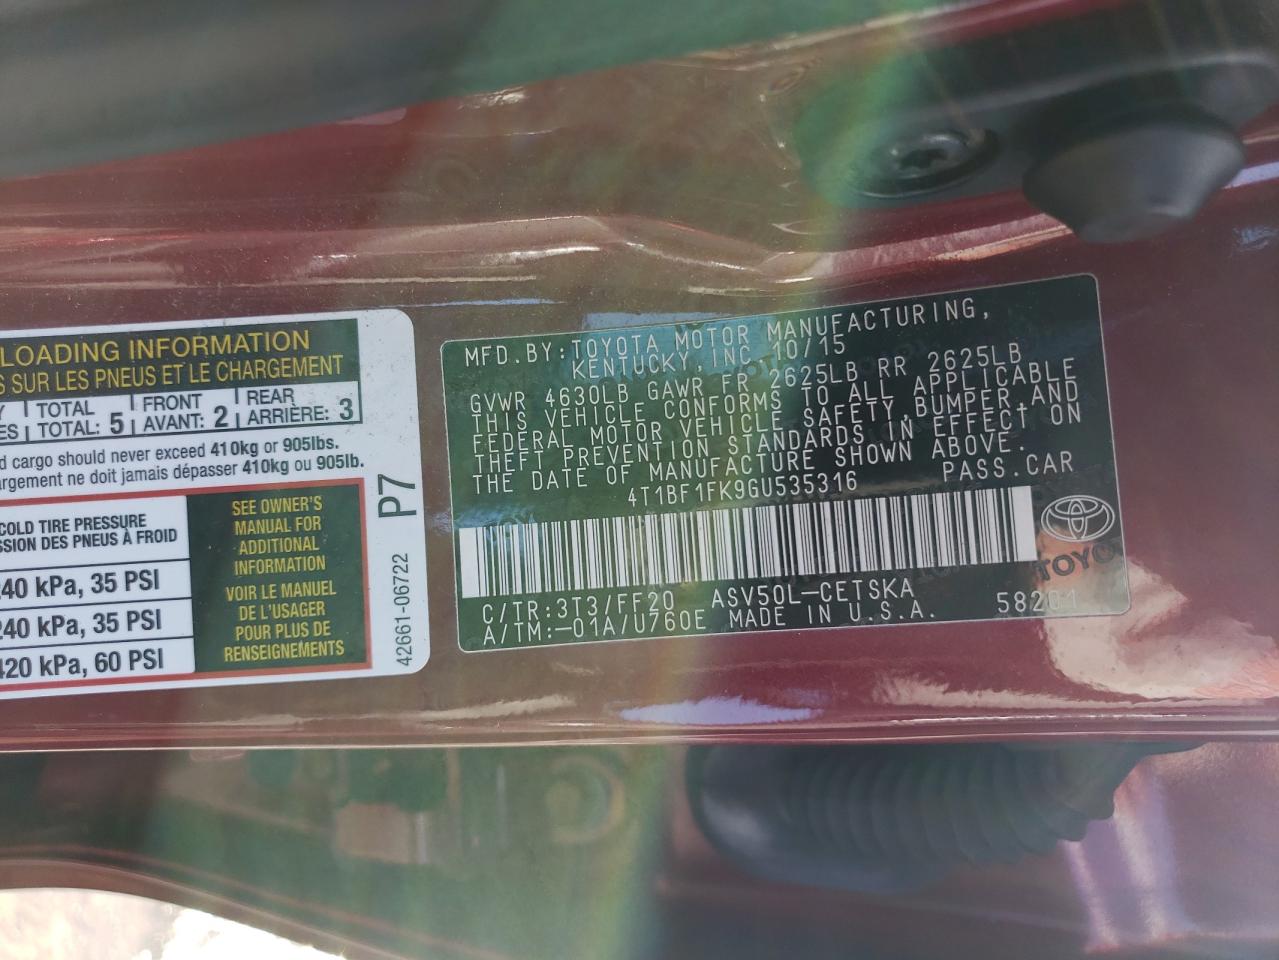 LOADING INFORMATION
S SUR LES PNEUS ET LE CHARGEMENT
Y TOTAL FRONT REAR
ES TOTAL: 5 AVANT: 2 ARRIÈRE: 3
d cargo should never exceed 410kg or 905lbs.
rgement ne doit jamais dépasser 410kg ou 905lb.
COLD TIRE PRESSURE
SSION DES PNEUS À FROID
240 kPa, 35 PSI
240 kPa, 35 PSI
420 kPa, 60 PSI
SEE OWNER'S
MANUAL FOR
ADDITIONAL
INFORMATION
VOIR LE MANUEL
DE L'USAGER
POUR PLUS DE
RENSEIGNEMENTS
P7
42661-06722
MFD.BY:TOYOTA MOTOR MANUFACTURING,
KENTUCKY,INC. 10/15
GVWR 4630LB GAWR FR 2625LB RR 2625LB
THIS VEHICLE CONFORMS TO ALL APPLICABLE
FEDERAL MOTOR VEHICLE SAFETY,BUMPER,AND
THEFT PREVENTION STANDARDS IN EFFECT ON
THE DATE OF MANUFACTURE SHOWN ABOVE.
4T1BF1FK9GU535316 PASS.CAR
TOYOTA
C/TR:3T3/FF20 ASV50L-CETSKA
A/TM:-01A/U760E MADE IN U.S.A. 58201